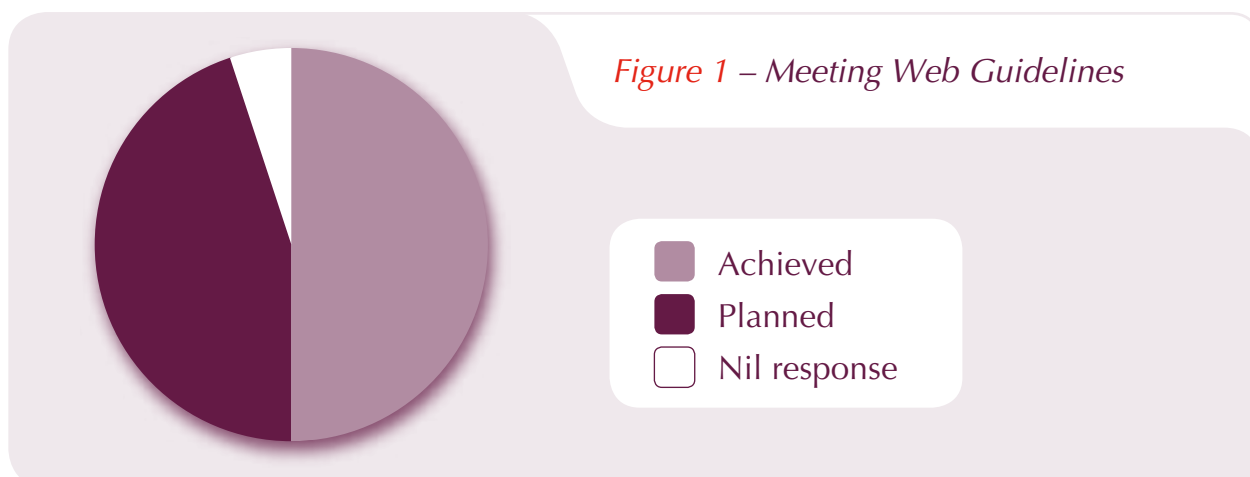 Figure 1 – Meeting Web Guidelines
Achieved
Planned
Nil response